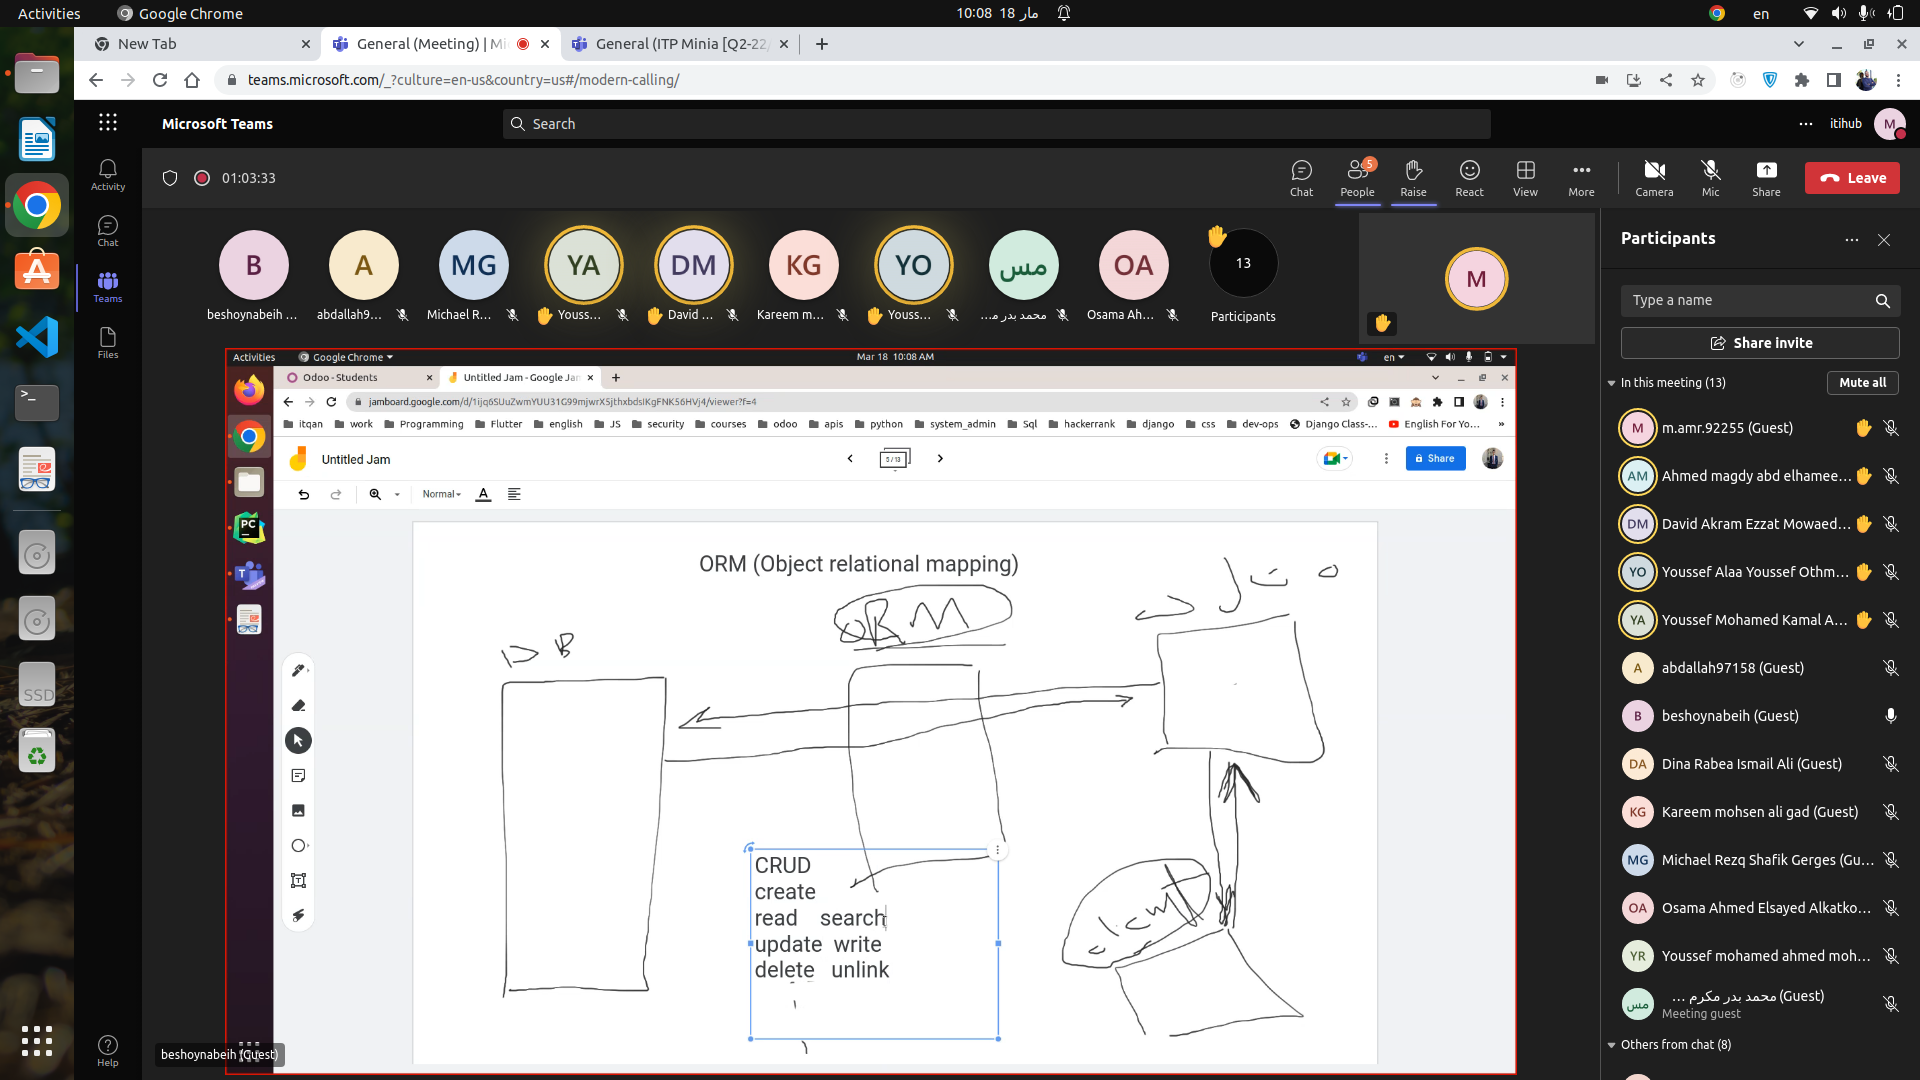 Activities
Google Chrome
10:08
18 مار
en
New Tab
General (Meeting) | Mi
General (ITP Minia [Q2-22/
teams.microsoft.com/_?culture=en-us&country=us#/modern-calling/
Microsoft Teams
Search
itihub
M
Activity
Chat
Teams
Files
Help
01:03:33
Chat
People
5
Raise
React
View
More
Camera
Mic
Share
Leave
B
A
MG
YA
DM
KG
YO
مس
OA
13
M
beshoynabeih ...
abdallah9...
Michael R...
Youss...
David ...
Kareem m...
Youss...
محمد بدر م...
Osama Ah...
Participants
Activities
Google Chrome
Mar 18 10:08 AM
en
Odoo - Students
Untitled Jam - Google Jam
jamboard.google.com/d/1ijq6SUuZwmYUU31G99mjwrX5jthxbdsIKgFNK56HVj4/viewer?f=4
itqan
work
Programming
Flutter
english
JS
security
courses
odoo
apis
python
system_admin
Sql
hackerrank
django
css
dev-ops
Django Class-...
English For Yo...
»
Untitled Jam
5 / 13
Share
Normal
A
ORM (Object relational mapping)
ORM
DB
CRUD
create
read search
update write
delete unlink
PC
SSD
beshoynabeih (Guest)
Participants
Type a name
Share invite
In this meeting (13)
Mute all
M
m.amr.92255 (Guest)
AM
Ahmed magdy abd elhamee...
DM
David Akram Ezzat Mowaed...
YO
Youssef Alaa Youssef Othm...
YA
Youssef Mohamed Kamal A...
A
abdallah97158 (Guest)
B
beshoynabeih (Guest)
DA
Dina Rabea Ismail Ali (Guest)
KG
Kareem mohsen ali gad (Guest)
MG
Michael Rezq Shafik Gerges (Gu...
OA
Osama Ahmed Elsayed Alkatko...
YR
Youssef mohamed ahmed moh...
مس
محمد بدر مكرم ... (Guest)
Meeting guest
Others from chat (8)